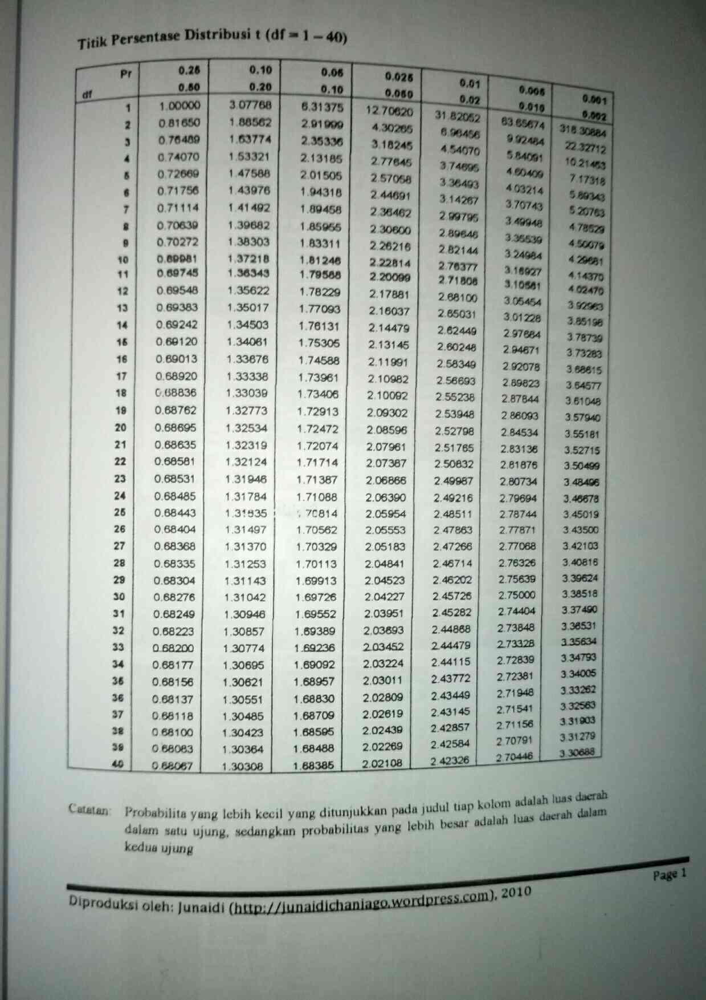 Titik Persentase Distribusi t (df = 1 – 40)
Pr 0.25 0.10 0.05 0.025 0.01 0.005 0.001
df 0.50 0.20 0.10 0.050 0.02 0.010 0.002
1 1.00000 3.07768 6.31375 12.70620 31.82052 63.65674 318.30884
2 0.81650 1.88562 2.91999 4.30265 6.96456 9.92484 22.32712
3 0.76489 1.63774 2.35336 3.18245 4.54070 5.84091 10.21453
4 0.74070 1.53321 2.13185 2.77645 3.74695 4.60409 7.17318
5 0.72669 1.47588 2.01505 2.57058 3.36493 4.03214 5.89343
6 0.71756 1.43976 1.94318 2.44691 3.14267 3.70743 5.20763
7 0.71114 1.41492 1.89458 2.36462 2.99795 3.49948 4.78529
8 0.70639 1.39682 1.85955 2.30600 2.89646 3.35539 4.50079
9 0.70272 1.38303 1.83311 2.26216 2.82144 3.24984 4.29681
10 0.69981 1.37218 1.81246 2.22814 2.76377 3.16927 4.14370
11 0.69745 1.36343 1.79588 2.20099 2.71808 3.10581 4.02470
12 0.69548 1.35622 1.78229 2.17881 2.68100 3.05454 3.92963
13 0.69383 1.35017 1.77093 2.16037 2.65031 3.01228 3.85198
14 0.69242 1.34503 1.76131 2.14479 2.62449 2.97684 3.78739
15 0.69120 1.34061 1.75305 2.13145 2.60248 2.94671 3.73283
16 0.69013 1.33676 1.74588 2.11991 2.58349 2.92078 3.68615
17 0.68920 1.33338 1.73961 2.10982 2.56693 2.89823 3.64577
18 0.68836 1.33039 1.73406 2.10092 2.55238 2.87844 3.61048
19 0.68762 1.32773 1.72913 2.09302 2.53948 2.86093 3.57940
20 0.68695 1.32534 1.72472 2.08596 2.52798 2.84534 3.55181
21 0.68635 1.32319 1.72074 2.07961 2.51765 2.83136 3.52715
22 0.68581 1.32124 1.71714 2.07387 2.50832 2.81876 3.50499
23 0.68531 1.31946 1.71387 2.06866 2.49987 2.80734 3.48496
24 0.68485 1.31784 1.71088 2.06390 2.49216 2.79694 3.46678
25 0.68443 1.31635 .70814 2.05954 2.48511 2.78744 3.45019
26 0.68404 1.31497 1.70562 2.05553 2.47863 2.77871 3.43500
27 0.68368 1.31370 1.70329 2.05183 2.47266 2.77068 3.42103
28 0.68335 1.31253 1.70113 2.04841 2.46714 2.76326 3.40816
29 0.68304 1.31143 1.69913 2.04523 2.46202 2.75639 3.39624
30 0.68276 1.31042 1.69726 2.04227 2.45726 2.75000 3.38518
31 0.68249 1.30946 1.69552 2.03951 2.45282 2.74404 3.37490
32 0.68223 1.30857 1.69389 2.03693 2.44868 2.73848 3.36531
33 0.68200 1.30774 1.69236 2.03452 2.44479 2.73328 3.35634
34 0.68177 1.30695 1.69092 2.03224 2.44115 2.72839 3.34793
35 0.68156 1.30621 1.68957 2.03011 2.43772 2.72381 3.34005
36 0.68137 1.30551 1.68830 2.02809 2.43449 2.71948 3.33262
37 0.68118 1.30485 1.68709 2.02619 2.43145 2.71541 3.32563
38 0.68100 1.30423 1.68595 2.02439 2.42857 2.71156 3.31903
39 0.68083 1.30364 1.68488 2.02269 2.42584 2.70791 3.31279
40 0.68067 1.30308 1.68385 2.02108 2.42326 2.70446 3.30688
Catatan: Probabilita yang lebih kecil yang ditunjukkan pada judul tiap kolom adalah luas daerah
dalam satu ujung, sedangkan probabilitas yang lebih besar adalah luas daerah dalam
kedua ujung
Page 1
Diproduksi oleh: Junaidi (http://junaidichaniago.wordpress.com), 2010